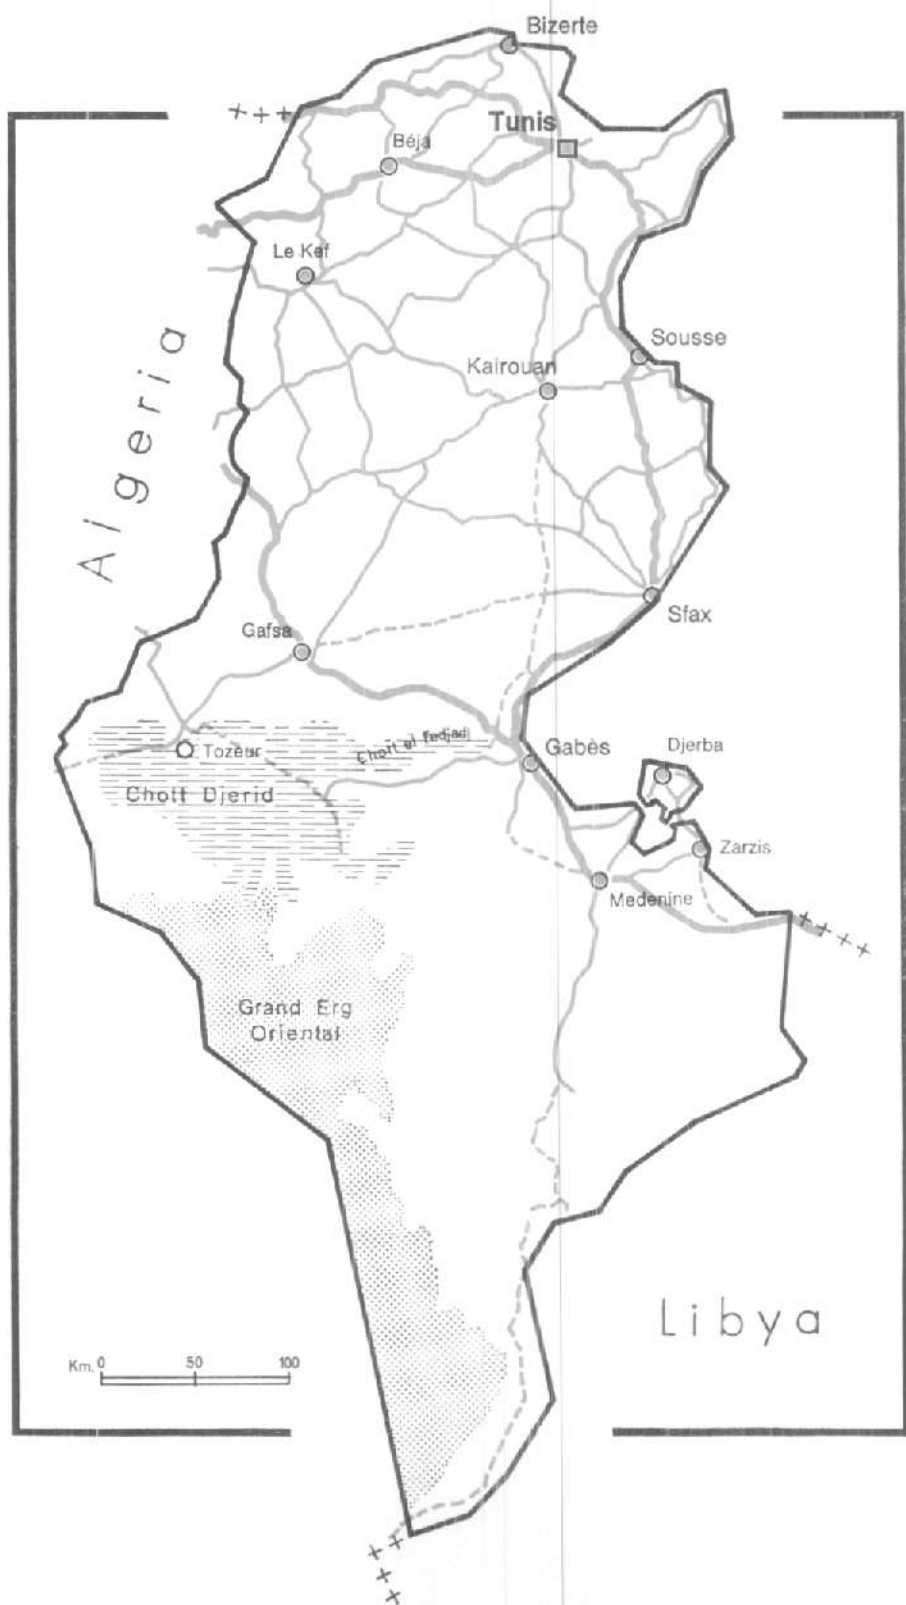 Bizerte
Tunis
Béja
Le Kef
Algeria
Sousse
Kairouan
Sfax
Gafsa
Tozeur
Chott el Fedjadj
Gabès
Djerba
Chott Djerid
Zarzis
Medenine
Grand Erg
Oriental
Libya
Km. 0 50 100